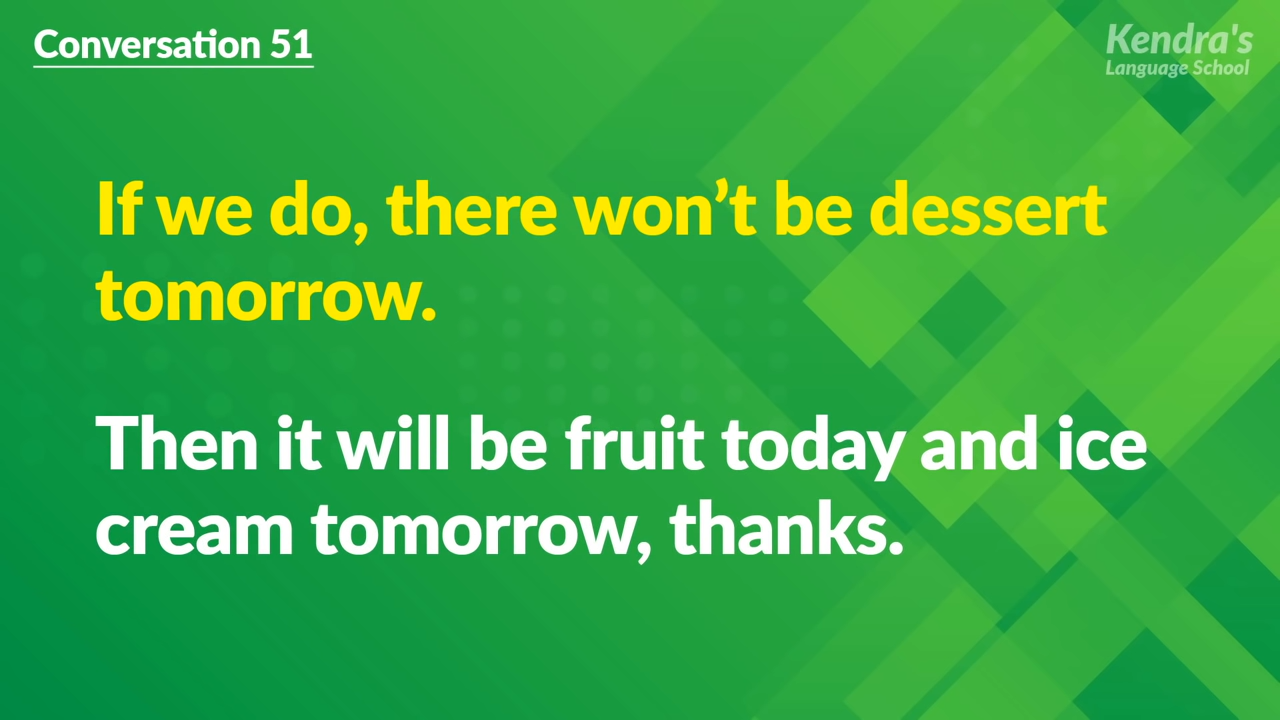 Conversation 51
Kendra's
Language School
If we do, there won’t be dessert
tomorrow.
Then it will be fruit today and ice
cream tomorrow, thanks.